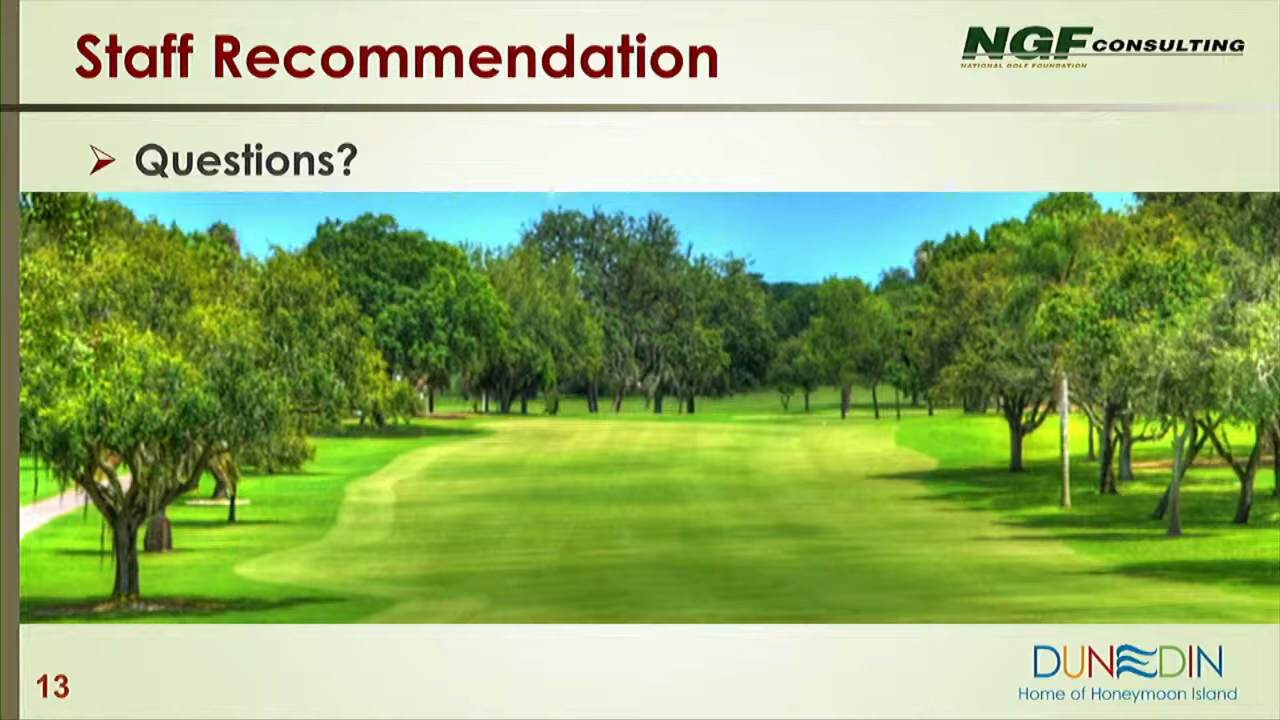 Staff Recommendation
NGF CONSULTING
NATIONAL GOLF FOUNDATION
Questions?
DUNEDIN
Home of Honeymoon Island
13